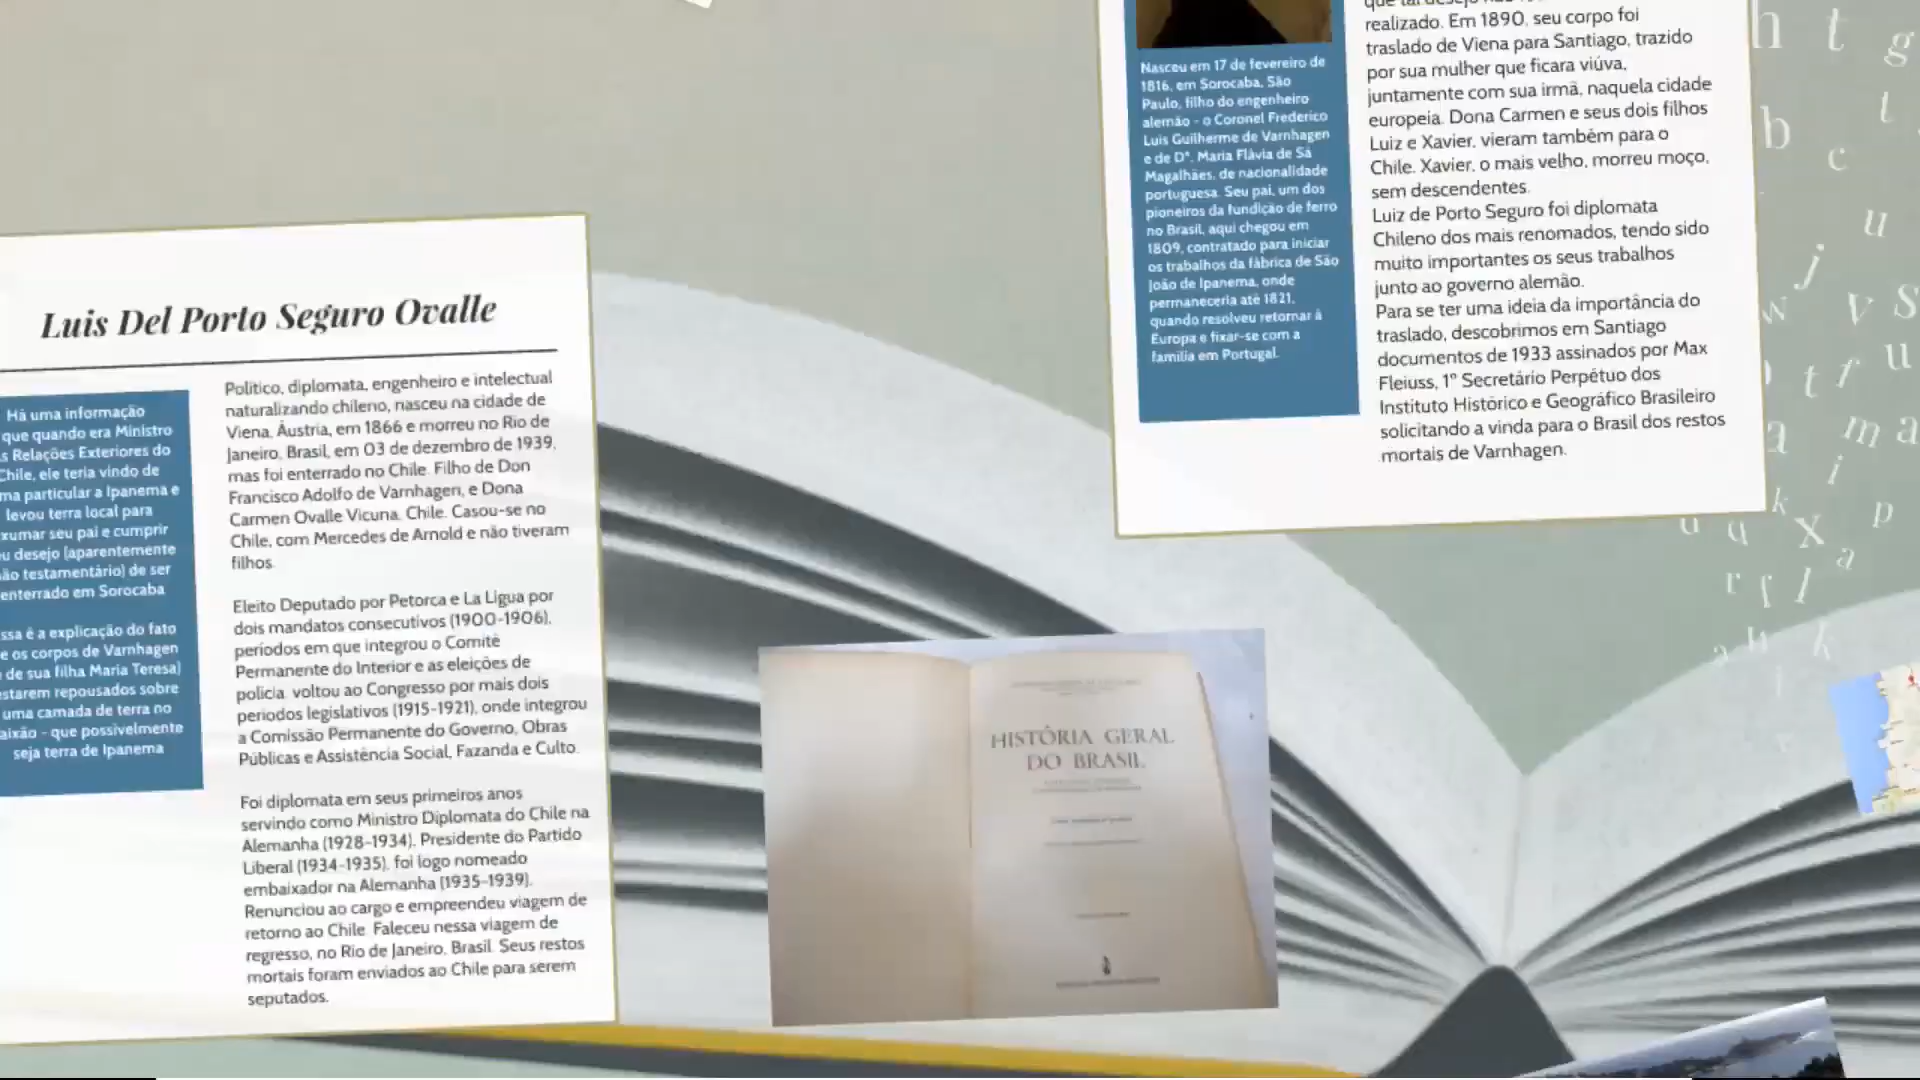 Luis Del Porto Seguro Ovalle
Há uma informação
que quando era Ministro
s Relações Exteriores do
Chile, ele teria vindo de
ma particular a Ipanema e
levou terra local para
xumar seu pai e cumprir
u desejo (aparentemente
ão testamentário) de ser
enterrado em Sorocaba
ssa é a explicação do fato
e os corpos de Varnhagen
de sua filha Maria Teresa)
starem repousados sobre
uma camada de terra no
aixão - que possivelmente
seja terra de Ipanema
Político, diplomata, engenheiro e intelectual
naturalizando chileno, nasceu na cidade de
Viena, Áustria, em 1866 e morreu no Rio de
Janeiro, Brasil, em 03 de dezembro de 1939,
mas foi enterrado no Chile. Filho de Don
Francisco Adolfo de Varnhagen, e Dona
Carmen Ovalle Vicuna, Chile. Casou-se no
Chile, com Mercedes de Arnold e não tiveram
filhos.
Eleito Deputado por Petorca e La Ligua por
dois mandatos consecutivos (1900-1906),
períodos em que integrou o Comitê
Permanente do Interior e as eleições de
polícia. voltou ao Congresso por mais dois
períodos legislativos (1915-1921), onde integrou
a Comissão Permanente do Governo, Obras
Públicas e Assistência Social, Fazanda e Culto.
Foi diplomata em seus primeiros anos
servindo como Ministro Diplomata do Chile na
Alemanha (1928-1934). Presidente do Partido
Liberal (1934-1935), foi logo nomeado
embaixador na Alemanha (1935-1939).
Renunciou ao cargo e empreendeu viagem de
retorno ao Chile. Faleceu nessa viagem de
regresso, no Rio de Janeiro, Brasil. Seus restos
mortais foram enviados ao Chile para serem
seputados.
Nasceu em 17 de fevereiro de
1816, em Sorocaba, São
Paulo, filho do engenheiro
alemão - o Coronel Frederico
Luis Guilherme de Varnhagen
e de Dª. Maria Flávia de Sá
Magalhães, de nacionalidade
portuguesa. Seu pai, um dos
pioneiros da fundição de ferro
no Brasil, aqui chegou em
1809, contratado para iniciar
os trabalhos da fábrica de São
João de Ipanema, onde
permaneceria até 1821,
quando resolveu retornar à
Europa e fixar-se com a
família em Portugal.
realizado. Em 1890, seu corpo foi
traslado de Viena para Santiago, trazido
por sua mulher que ficara viúva,
juntamente com sua irmã, naquela cidade
europeia. Dona Carmen e seus dois filhos
Luiz e Xavier, vieram também para o
Chile. Xavier, o mais velho, morreu moço,
sem descendentes.
Luiz de Porto Seguro foi diplomata
Chileno dos mais renomados, tendo sido
muito importantes os seus trabalhos
junto ao governo alemão.
Para se ter uma ideia da importância do
traslado, descobrimos em Santiago
documentos de 1933 assinados por Max
Fleiuss, 1º Secretário Perpétuo dos
Instituto Histórico e Geográfico Brasileiro
solicitando a vinda para o Brasil dos restos
mortais de Varnhagen.
HISTÓRIA GERAL
DO BRASIL